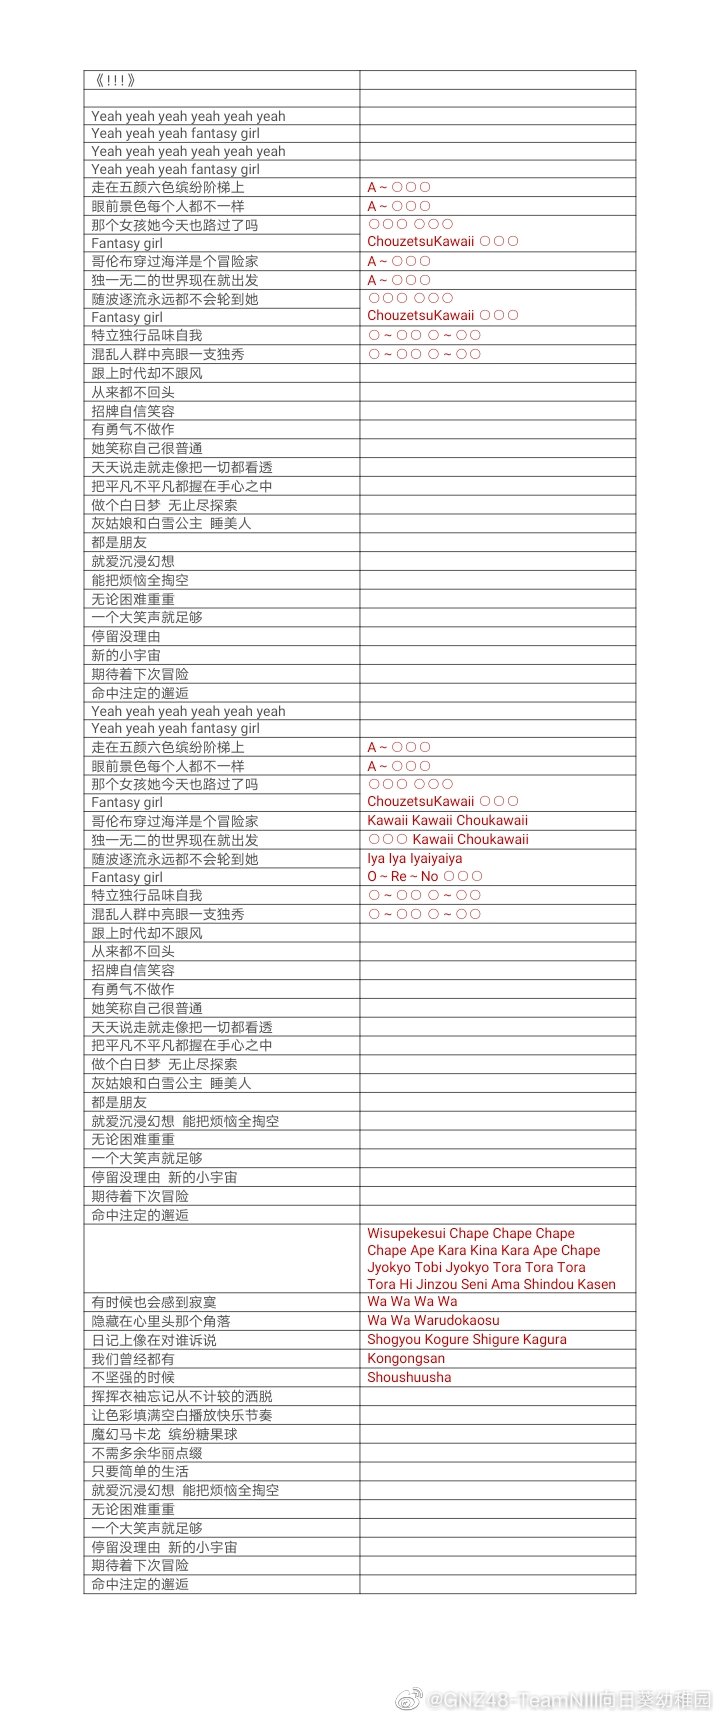 《!!!》
Yeah yeah yeah yeah yeah yeah
Yeah yeah yeah fantasy girl
Yeah yeah yeah yeah yeah yeah
Yeah yeah yeah fantasy girl
走在五颜六色缤纷阶梯上 A~〇〇〇
眼前景色每个人都不一样 A~〇〇〇
那个女孩她今天也路过了吗 〇〇〇 〇〇〇
Fantasy girl ChouzetsuKawaii 〇〇〇
哥伦布穿过海洋是个冒险家 A~〇〇〇
独一无二的世界现在就出发 A~〇〇〇
随波逐流永远都不会轮到她 〇〇〇 〇〇〇
Fantasy girl ChouzetsuKawaii 〇〇〇
特立独行品味自我 〇~〇〇 〇~〇〇
混乱人群中亮眼一支独秀 〇~〇〇 〇~〇〇
跟上时代却不跟风
从来都不回头
招牌自信笑容
有勇气不做作
她笑称自己很普通
天天说走就走像把一切都看透
把平凡不平凡都握在手心之中
做个白日梦 无止尽探索
灰姑娘和白雪公主 睡美人
都是朋友
就爱沉浸幻想
能把烦恼全掏空
无论困难重重
一个大笑声就足够
停留没理由
新的小宇宙
期待着下次冒险
命中注定的邂逅
Yeah yeah yeah yeah yeah yeah
Yeah yeah yeah fantasy girl
走在五颜六色缤纷阶梯上 A~〇〇〇
眼前景色每个人都不一样 A~〇〇〇
那个女孩她今天也路过了吗 〇〇〇 〇〇〇
Fantasy girl ChouzetsuKawaii 〇〇〇
哥伦布穿过海洋是个冒险家 Kawaii Kawaii Choukawaii
独一无二的世界现在就出发 〇〇〇 Kawaii Choukawaii
随波逐流永远都不会轮到她 Iya Iya Iyaiyaiya
Fantasy girl O~Re~No 〇〇〇
特立独行品味自我 〇~〇〇 〇~〇〇
混乱人群中亮眼一支独秀 〇~〇〇 〇~〇〇
跟上时代却不跟风
从来都不回头
招牌自信笑容
有勇气不做作
她笑称自己很普通
天天说走就走像把一切都看透
把平凡不平凡都握在手心之中
做个白日梦 无止尽探索
灰姑娘和白雪公主 睡美人
都是朋友
就爱沉浸幻想 能把烦恼全掏空
无论困难重重
一个大笑声就足够
停留没理由 新的小宇宙
期待着下次冒险
命中注定的邂逅
Wisupekesui Chape Chape Chape
Chape Ape Kara Kina Kara Ape Chape
Jyokyo Tobi Jyokyo Tora Tora Tora
Tora Hi Jinzou Seni Ama Shindou Kasen
有时候也会感到寂寞 Wa Wa Wa Wa
隐藏在心里头那个角落 Wa Wa Warudokaosu
日记上像在对谁诉说 Shogyou Kogure Shigure Kagura
我们曾经都有 Kongongsan
不坚强的时候 Shoushuusha
挥挥衣袖忘记从不计较的洒脱
让色彩填满空白播放快乐节奏
魔幻马卡龙 缤纷糖果球
不需多余华丽点缀
只要简单的生活
就爱沉浸幻想 能把烦恼全掏空
无论困难重重
一个大笑声就足够
停留没理由 新的小宇宙
期待着下次冒险
命中注定的邂逅
@GNZ48-TeamNIII向日葵幼稚园